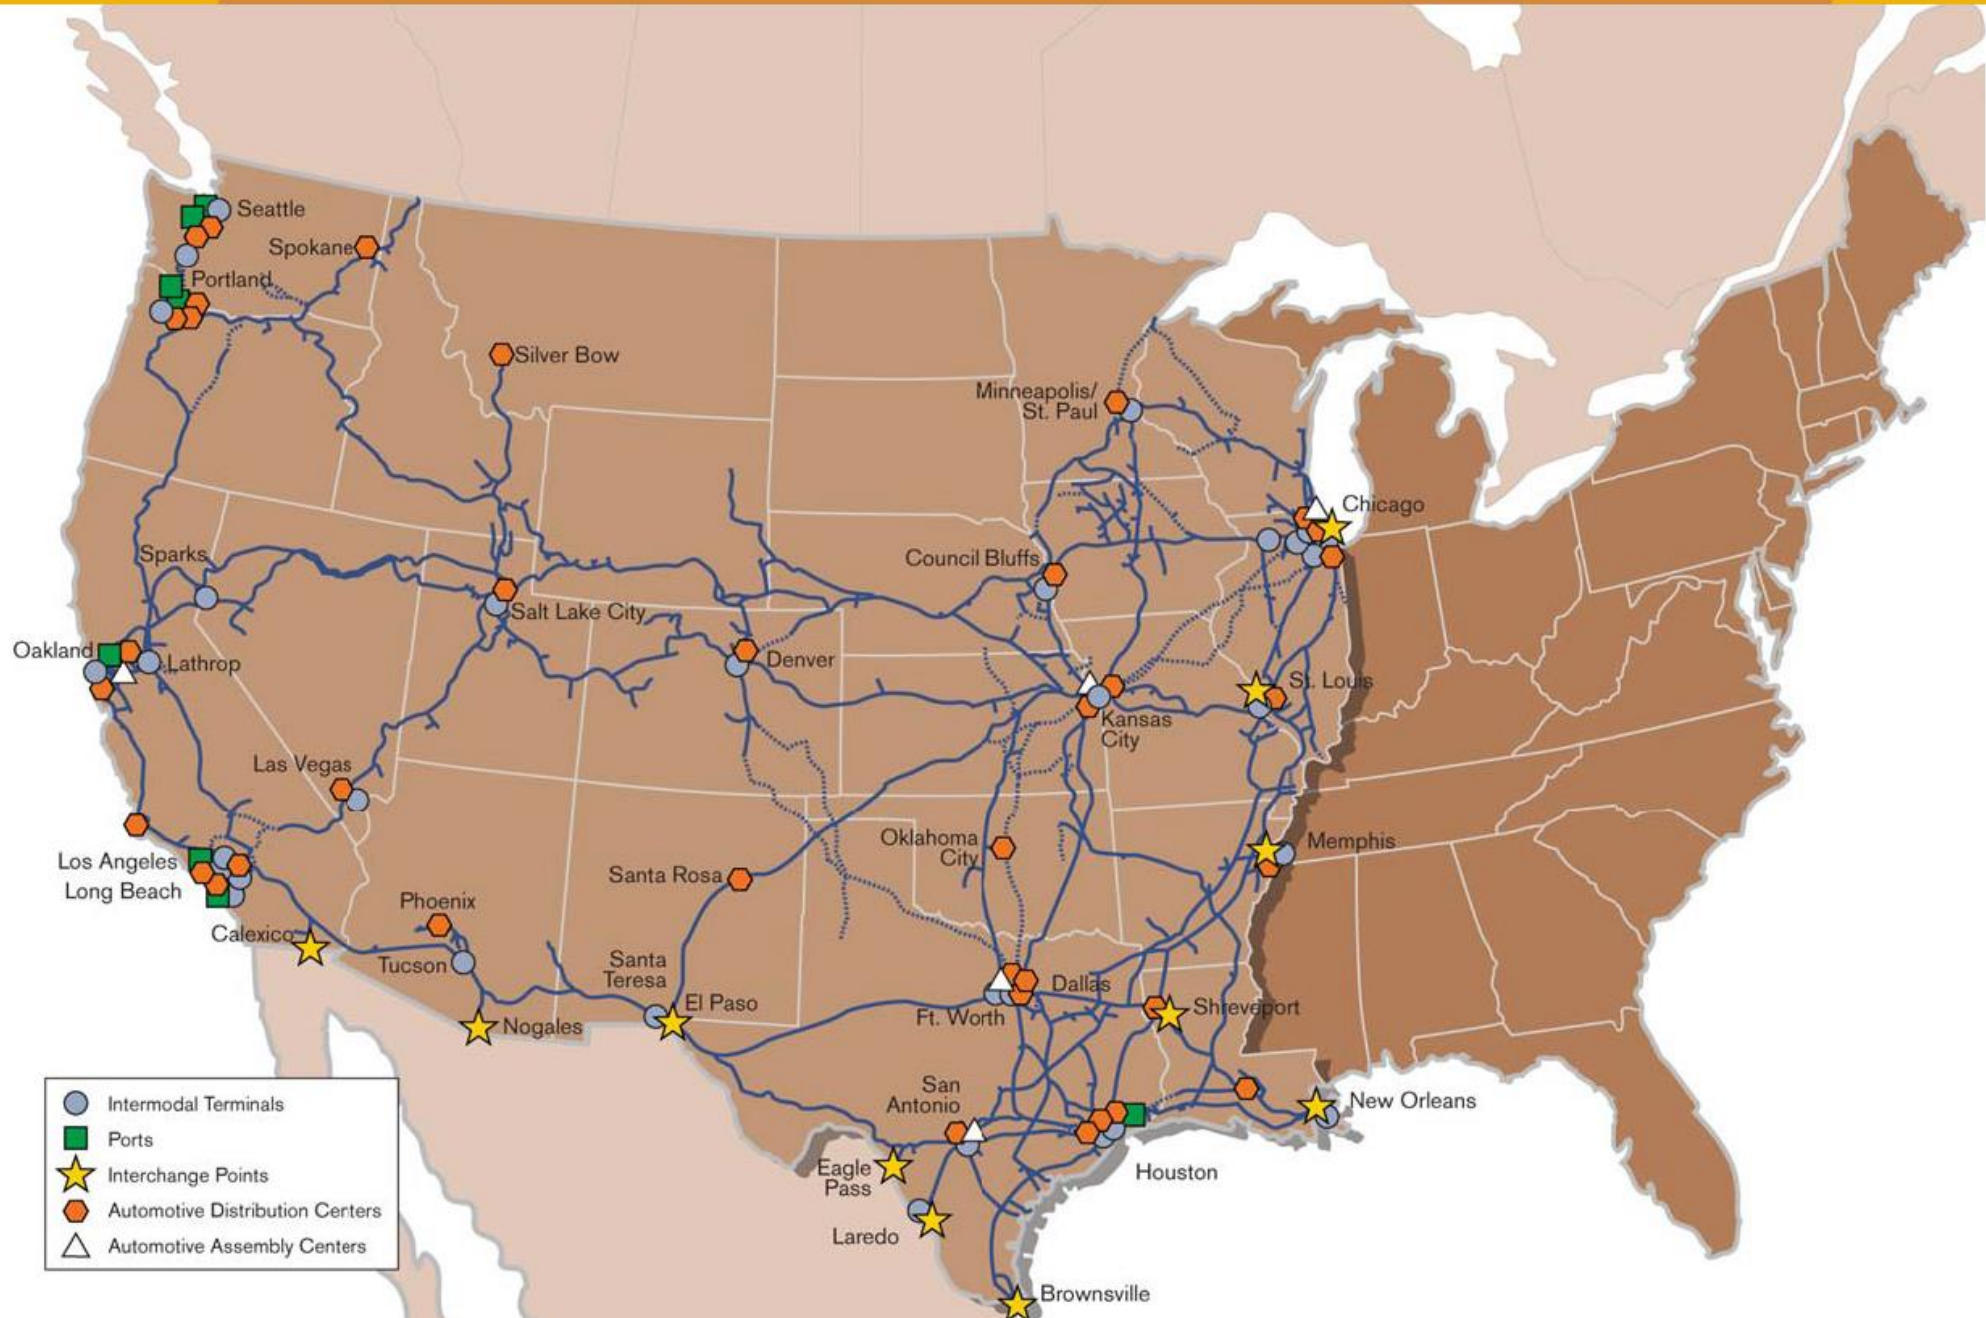 Seattle
Spokane
Portland
Silver Bow
Minneapolis/
St. Paul
Chicago
Sparks
Council Bluffs
Salt Lake City
Oakland
Lathrop
Denver
St. Louis
Kansas
City
Las Vegas
Oklahoma
City
Memphis
Los Angeles
Long Beach
Santa Rosa
Phoenix
Calexico
Tucson
Santa
Teresa
El Paso
Dallas
Nogales
Ft. Worth
Shreveport
San
Antonio
New Orleans
Eagle
Pass
Houston
Laredo
Brownsville
Intermodal Terminals
Ports
Interchange Points
Automotive Distribution Centers
Automotive Assembly Centers